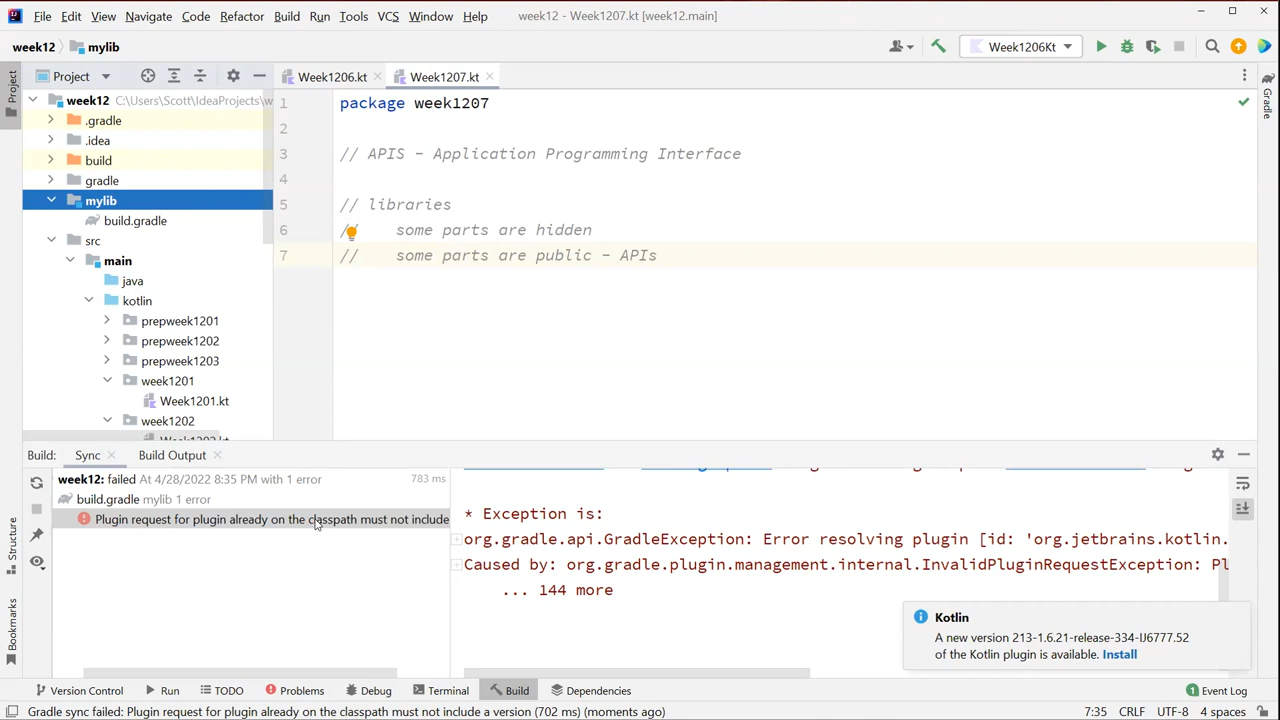 File Edit View Navigate Code Refactor Build Run Tools VCS Window Help week12 - Week1207.kt [week12.main]
week12 mylib Week1206Kt
Project Week1206.kt Week1207.kt
Project
Gradle
week12 C:\Users\Scott\IdeaProjects\w
.gradle
.idea
build
gradle
mylib
build.gradle
src
main
java
kotlin
prepweek1201
prepweek1202
prepweek1203
week1201
Week1201.kt
week1202
1 package week1207
2
3 // APIS - Application Programming Interface
4
5 // libraries
6 // some parts are hidden
7 // some parts are public - APIs
Build: Sync Build Output
week12: failed At 4/28/2022 8:35 PM with 1 error 783 ms
build.gradle mylib 1 error
Plugin request for plugin already on the classpath must not include
* Exception is:
org.gradle.api.GradleException: Error resolving plugin [id: 'org.jetbrains.kotlin.
Caused by: org.gradle.plugin.management.internal.InvalidPluginRequestException: Pl
... 144 more
Structure
Bookmarks
Kotlin
A new version 213-1.6.21-release-334-IJ6777.52
of the Kotlin plugin is available. Install
Version Control Run TODO Problems Debug Terminal Build Dependencies 1 Event Log
Gradle sync failed: Plugin request for plugin already on the classpath must not include a version (702 ms) (moments ago) 7:35 CRLF UTF-8 4 spaces